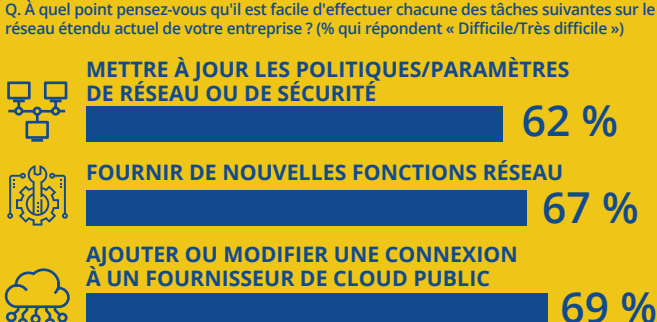 Q. À quel point pensez-vous qu'il est facile d'effectuer chacune des tâches suivantes sur le
réseau étendu actuel de votre entreprise ? (% qui répondent « Difficile/Très difficile »)
METTRE À JOUR LES POLITIQUES/PARAMÈTRES
DE RÉSEAU OU DE SÉCURITÉ
62 %
FOURNIR DE NOUVELLES FONCTIONS RÉSEAU
67 %
AJOUTER OU MODIFIER UNE CONNEXION
À UN FOURNISSEUR DE CLOUD PUBLIC
69 %